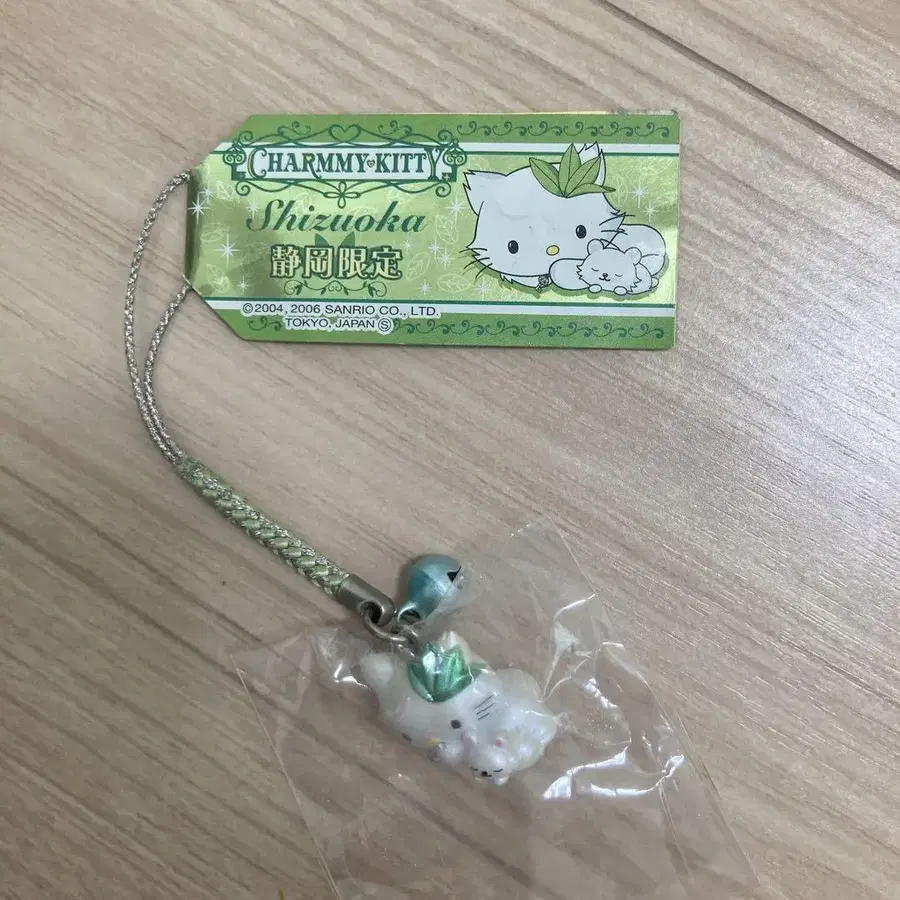 CHARMMY♥KITTY
Shizuoka
静岡限定
©2004, 2006 SANRIO CO., LTD.
TOKYO, JAPAN Ⓢ